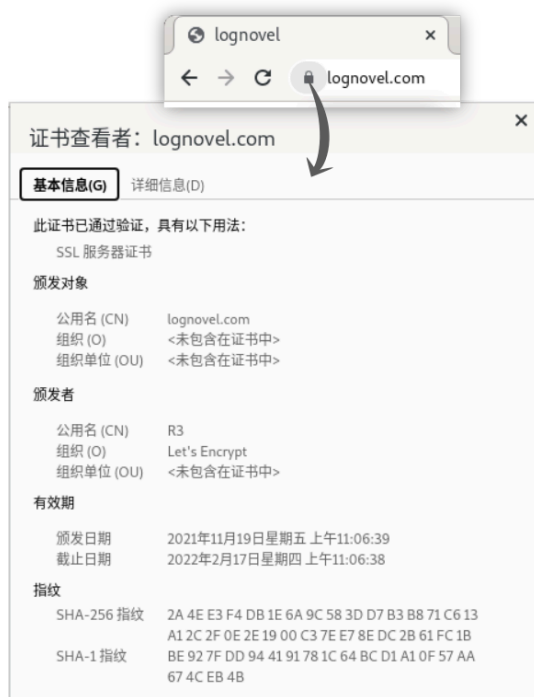 lognovel
lognovel.com
证书查看者：lognovel.com
基本信息(G) 详细信息(D)
此证书已通过验证，具有以下用法：
SSL 服务器证书
颁发对象
公用名 (CN) lognovel.com
组织 (O) <未包含在证书中>
组织单位 (OU) <未包含在证书中>
颁发者
公用名 (CN) R3
组织 (O) Let's Encrypt
组织单位 (OU) <未包含在证书中>
有效期
颁发日期 2021年11月19日星期五 上午11:06:39
截止日期 2022年2月17日星期四 上午11:06:38
指纹
SHA-256 指纹 2A 4E E3 F4 DB 1E 6A 9C 58 3D D7 B3 B8 71 C6 13
A1 2C 2F 0E 2E 19 00 C3 7E E7 8E DC 2B 61 FC 1B
SHA-1 指纹 BE 92 7F DD 94 41 91 78 1C 64 BC D1 A1 0F 57 AA
67 4C EB 4B